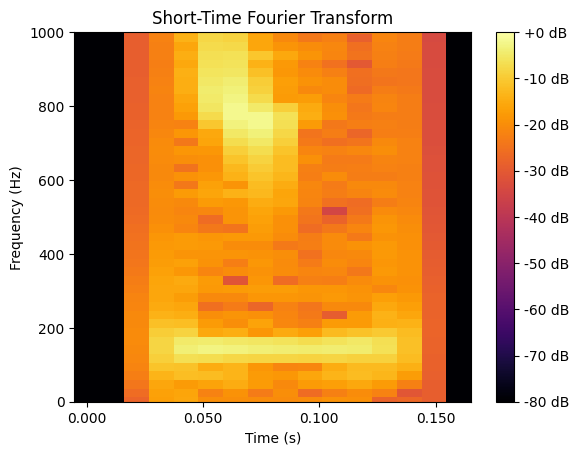 Short-Time Fourier Transform
1000
800
600
400
200
0
Frequency (Hz)
0.000
0.050
0.100
0.150
Time (s)
+0 dB
-10 dB
-20 dB
-30 dB
-40 dB
-50 dB
-60 dB
-70 dB
-80 dB